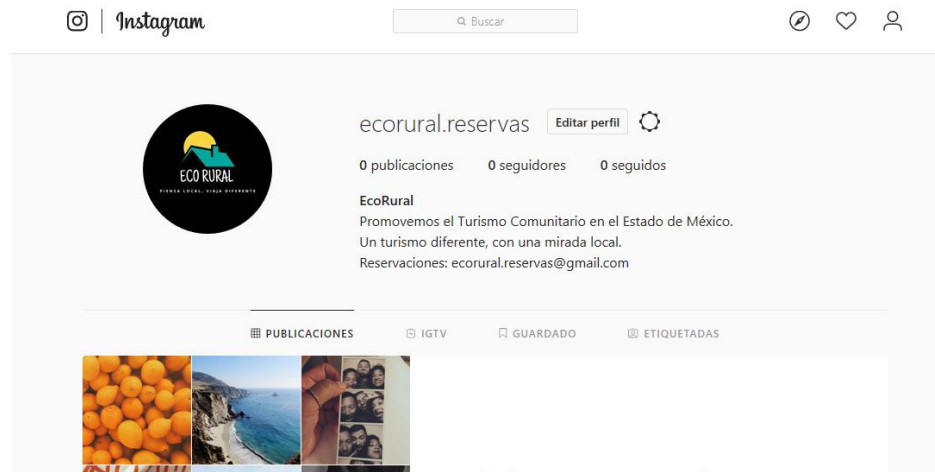 Instagram
Buscar
ecorural.reservas Editar perfil
0 publicaciones 0 seguidores 0 seguidos
EcoRural
Promovemos el Turismo Comunitario en el Estado de México.
Un turismo diferente, con una mirada local.
Reservaciones: ecorural.reservas@gmail.com
ECO RURAL
PIENSA LOCAL, VIAJA DIFERENTE
PUBLICACIONES IGTV GUARDADO ETIQUETADAS